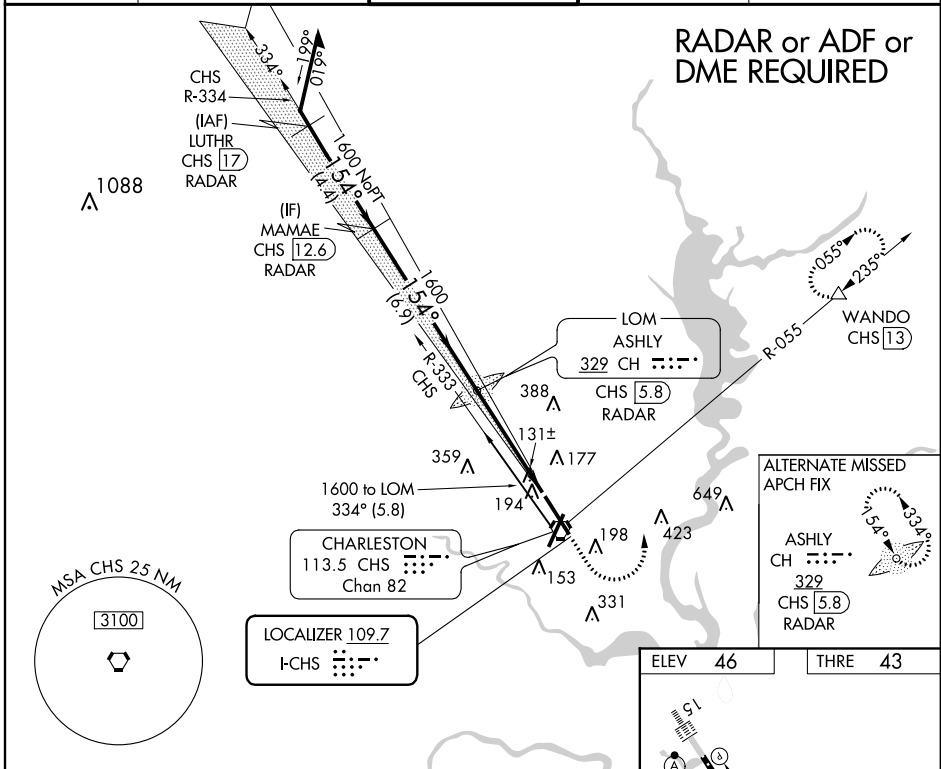 RADAR or ADF or
DME REQUIRED
334°
199°
019°
CHS
R-334
(IAF)
LUTHR
CHS 17
RADAR
1600 NoPT
154°
(4.4)
1088
(IF)
MAMAE
CHS 12.6
RADAR
1600
154°
(6.9)
R-333
CHS
055°
235°
WANDO
CHS 13
R-055
LOM
ASHLY
329 CH
CHS 5.8
RADAR
388
131±
177
359
1600 to LOM
334° (5.8)
194
649
423
198
153
331
CHARLESTON
113.5 CHS
Chan 82
LOCALIZER 109.7
I-CHS
MSA CHS 25 NM
3100
ALTERNATE MISSED
APCH FIX
154°
334°
ASHLY
CH
329
CHS 5.8
RADAR
ELEV 46
THRE 43
15
P
A